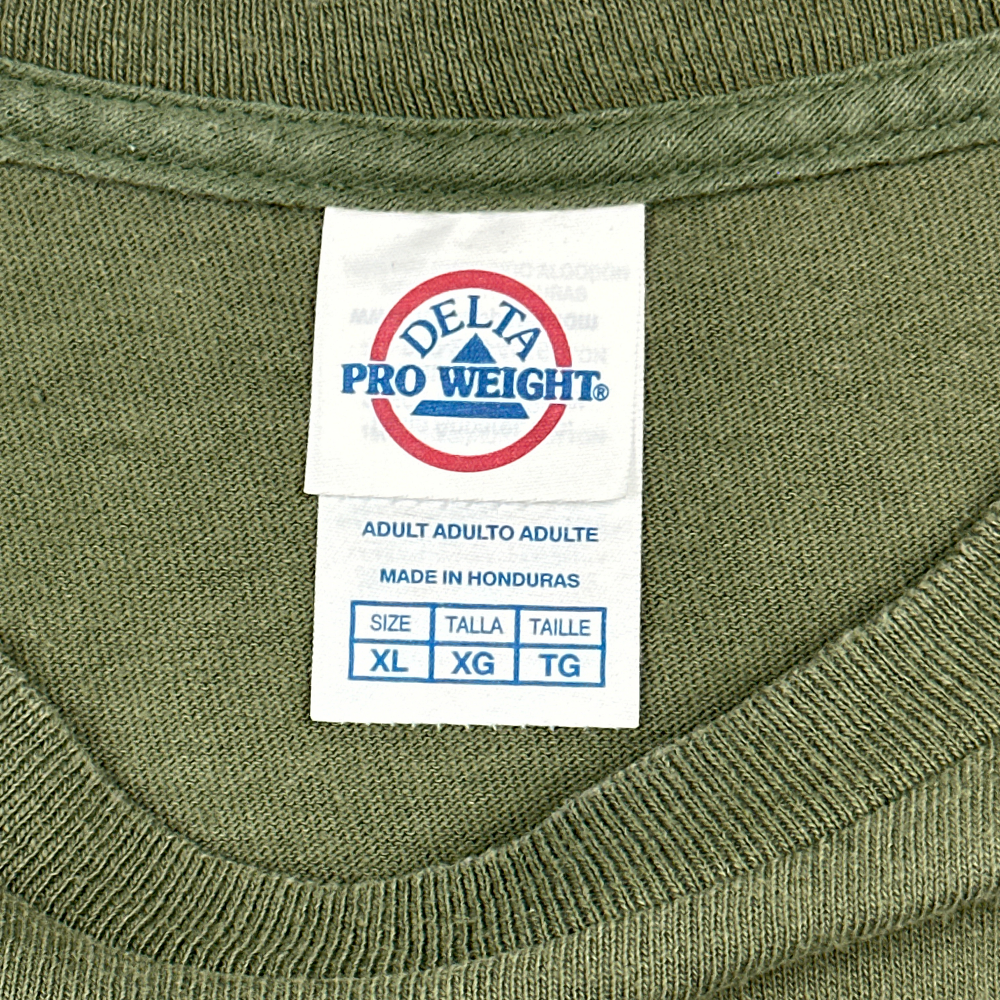 DELTA
PRO WEIGHT®
ADULT ADULTO ADULTE
MADE IN HONDURAS
SIZE TALLA TAILLE
XL XG TG